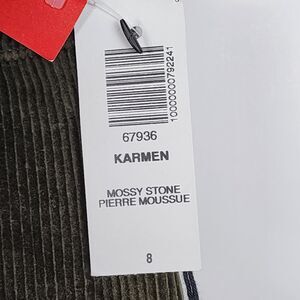 1000000792241
67936
KARMEN
MOSSY STONE
PIERRE MOUSSUE
8